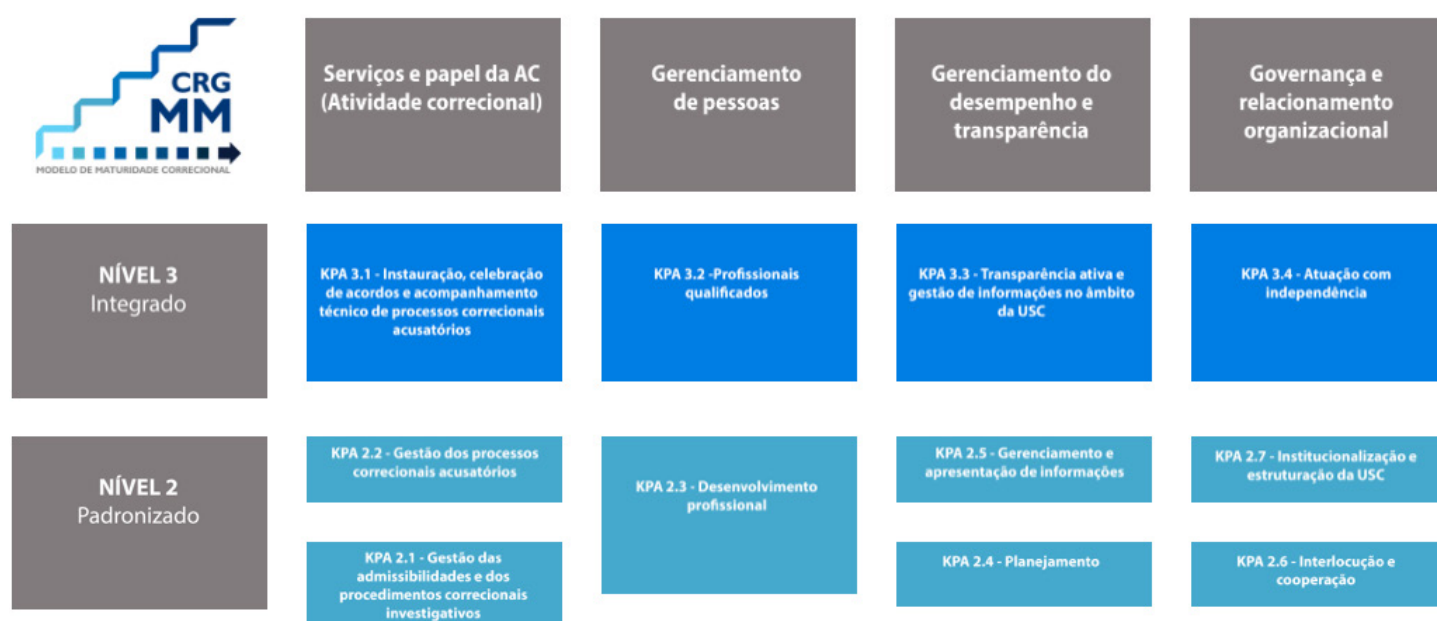 CRG
MM
MODELO DE MATURIDADE CORRECIONAL
Serviços e papel da AC
(Atividade correcional)
Gerenciamento
de pessoas
Gerenciamento do
desempenho e
transparência
Governança e
relacionamento
organizacional
NÍVEL 3
Integrado
KPA 3.1 - Instauração, celebração
de acordos e acompanhamento
técnico de processos correcionais
acusatórios
KPA 3.2 -Profissionais
qualificados
KPA 3.3 - Transparência ativa e
gestão de informações no âmbito
da USC
KPA 3.4 - Atuação com
independência
NÍVEL 2
Padronizado
KPA 2.2 - Gestão dos processos
correcionais acusatórios
KPA 2.3 - Desenvolvimento
profissional
KPA 2.5 - Gerenciamento e
apresentação de informações
KPA 2.7 - Institucionalização e
estruturação da USC
KPA 2.1 - Gestão das
admissibilidades e dos
procedimentos correcionais
investigativos
KPA 2.4 - Planejamento
KPA 2.6 - Interlocução e
cooperação